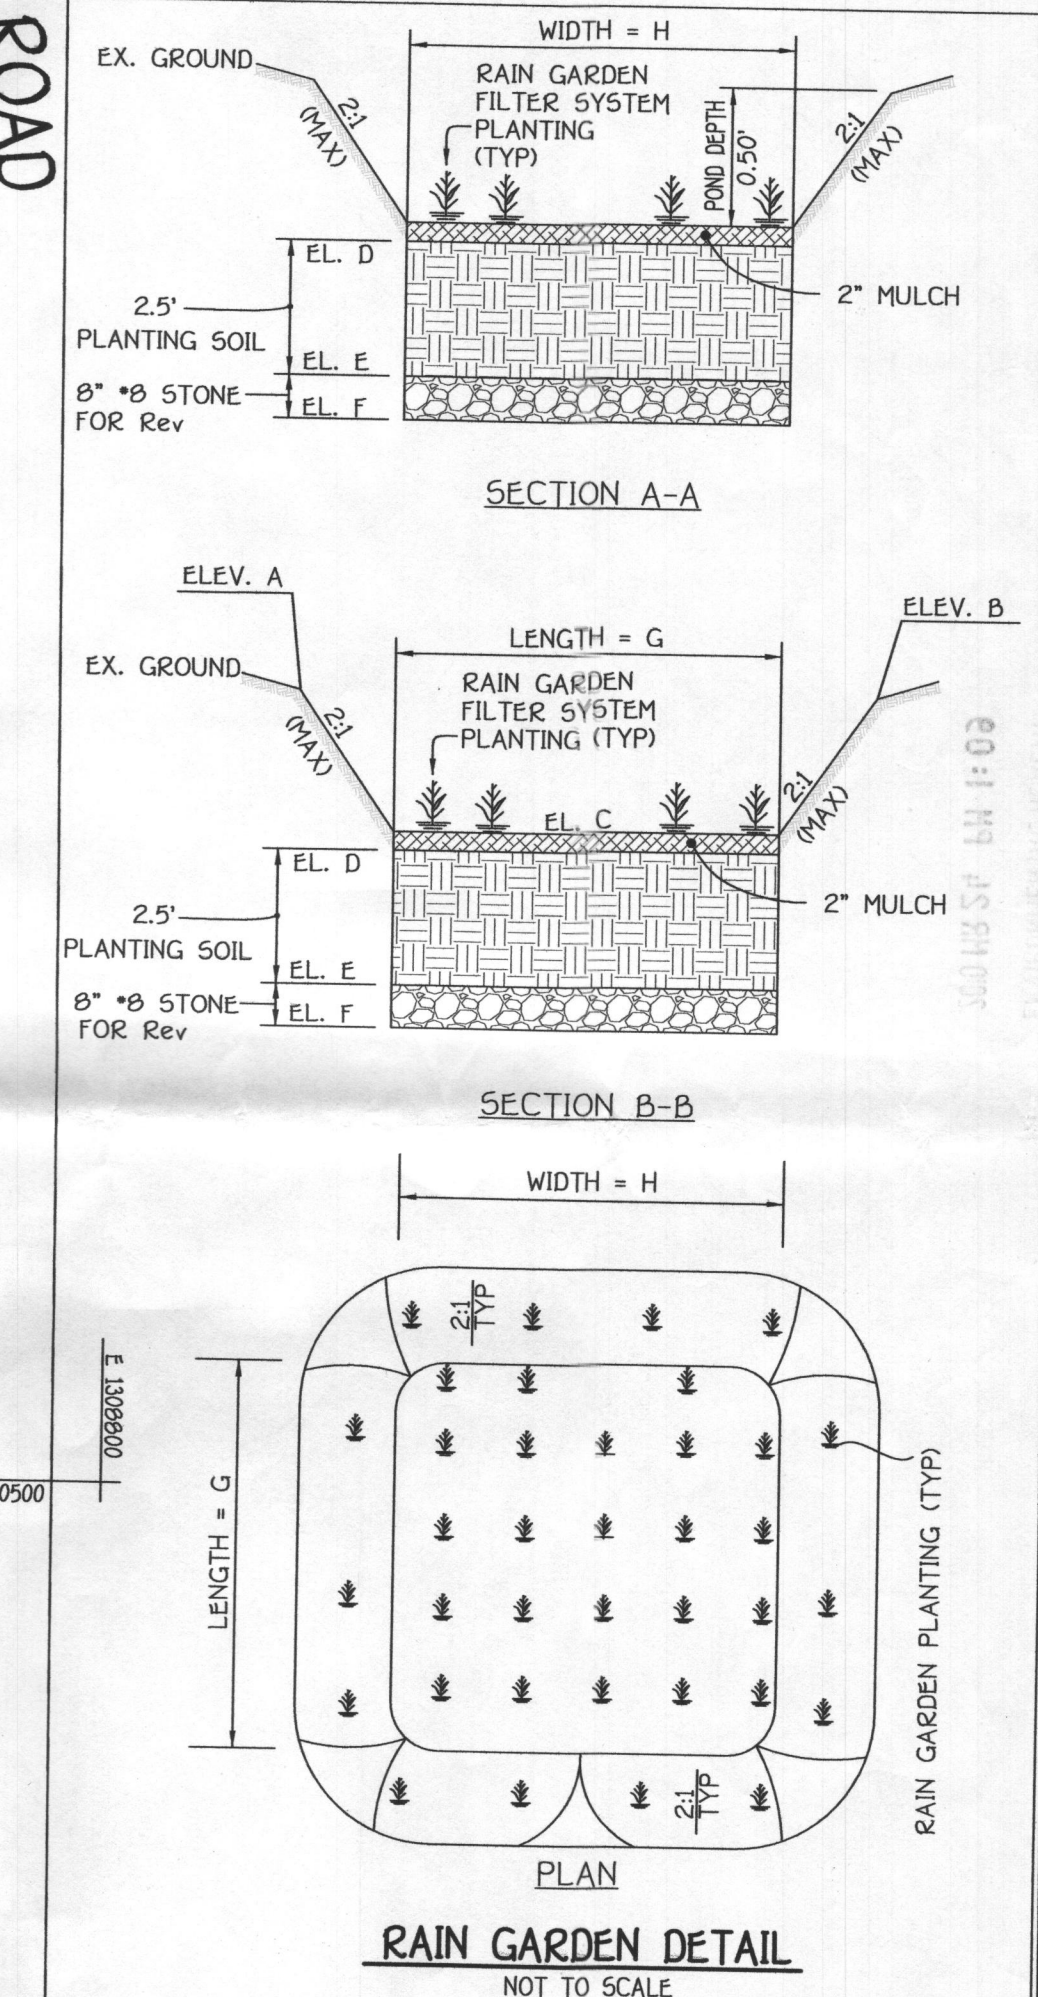 ROAD
WIDTH = H
EX. GROUND
RAIN GARDEN
FILTER SYSTEM
PLANTING
(TYP)
2:1
(MAX)
POND DEPTH
0.50'
2:1
(MAX)
EL. D
2.5'
PLANTING SOIL
2" MULCH
EL. E
8" #8 STONE
FOR Rev
EL. F
SECTION A-A
ELEV. A
ELEV. B
LENGTH = G
EX. GROUND
RAIN GARDEN
FILTER SYSTEM
PLANTING (TYP)
2:1
(MAX)
2:1
(MAX)
EL. C
EL. D
2.5'
PLANTING SOIL
2" MULCH
EL. E
8" #8 STONE
FOR Rev
EL. F
SECTION B-B
WIDTH = H
2:1
TYP
E 1308800
0500
LENGTH = G
RAIN GARDEN PLANTING (TYP)
2:1
TYP
PLAN
RAIN GARDEN DETAIL
NOT TO SCALE